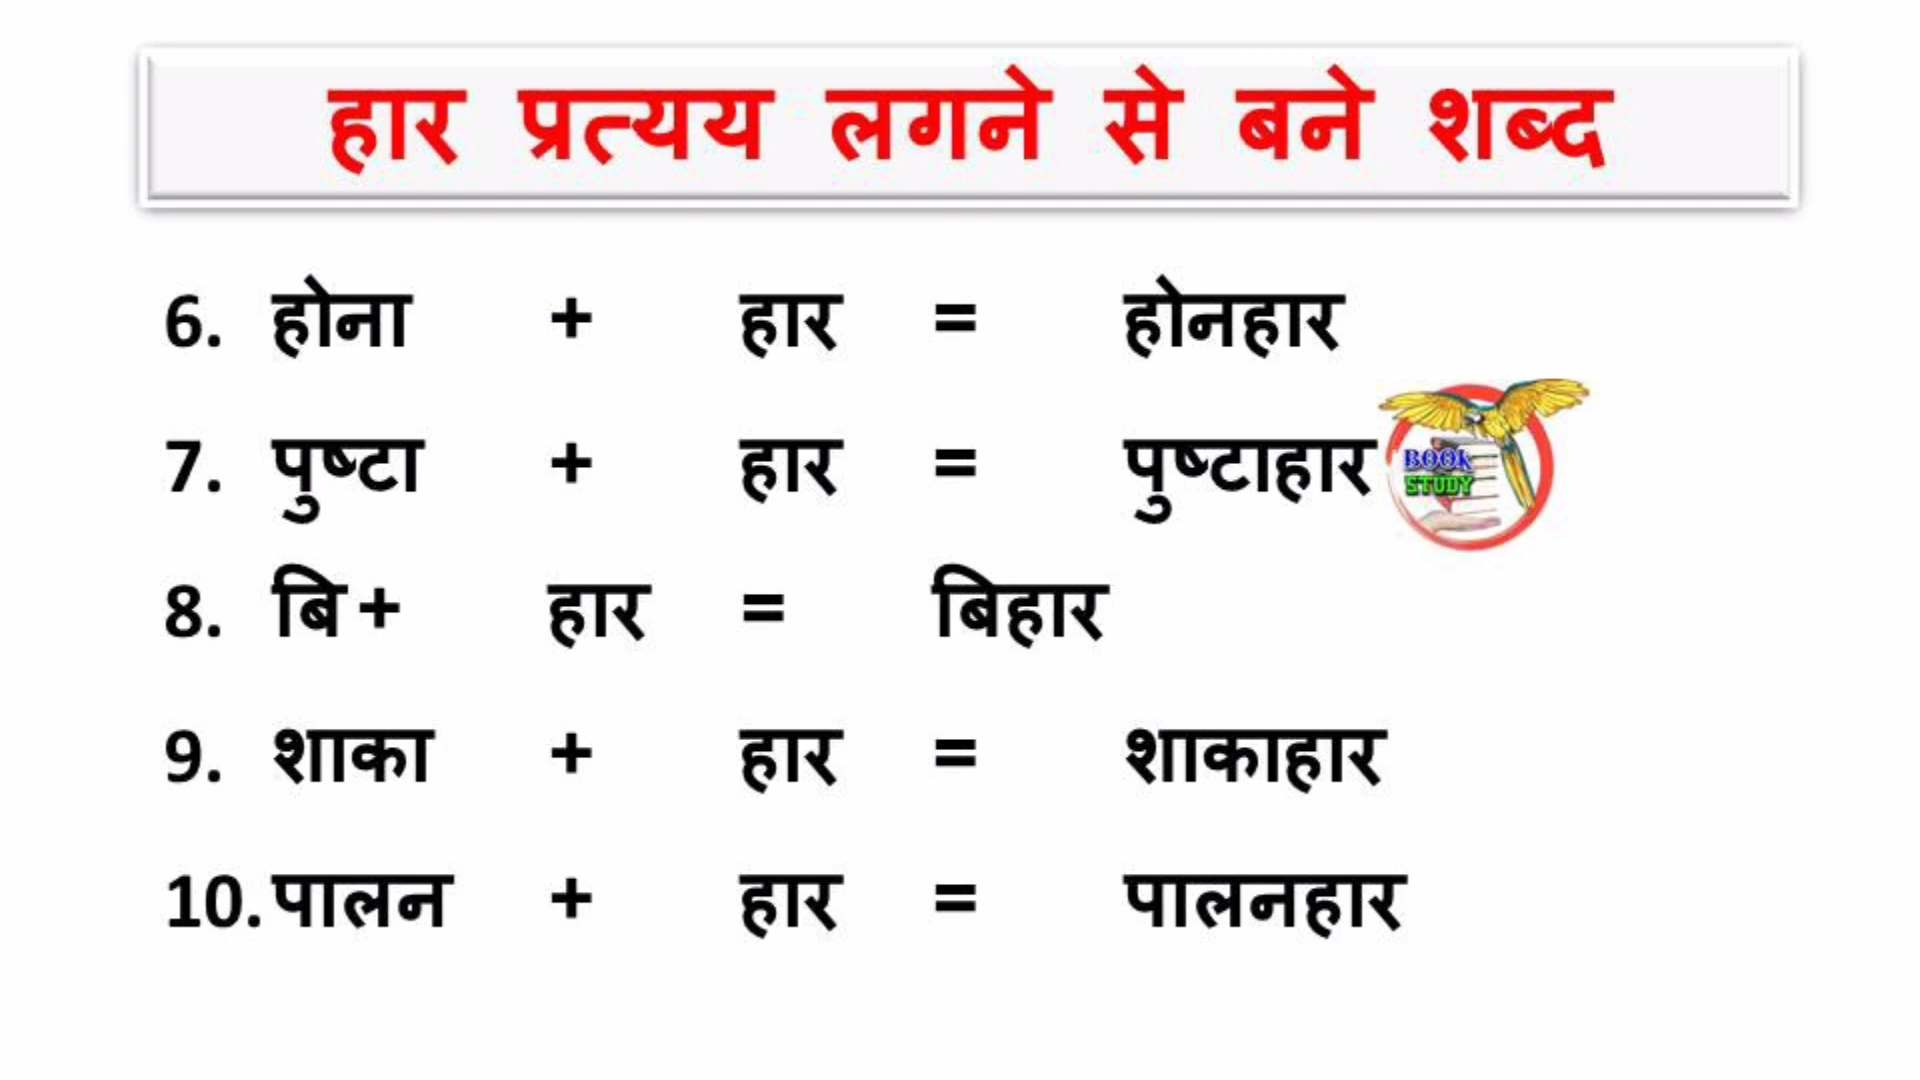 हार प्रत्यय लगने से बने शब्द
6. होना + हार = होनहार
7. पुष्टा + हार = पुष्टाहार
BOOK
STUDY
8. बि + हार = बिहार
9. शाका + हार = शाकाहार
10. पालन + हार = पालनहार